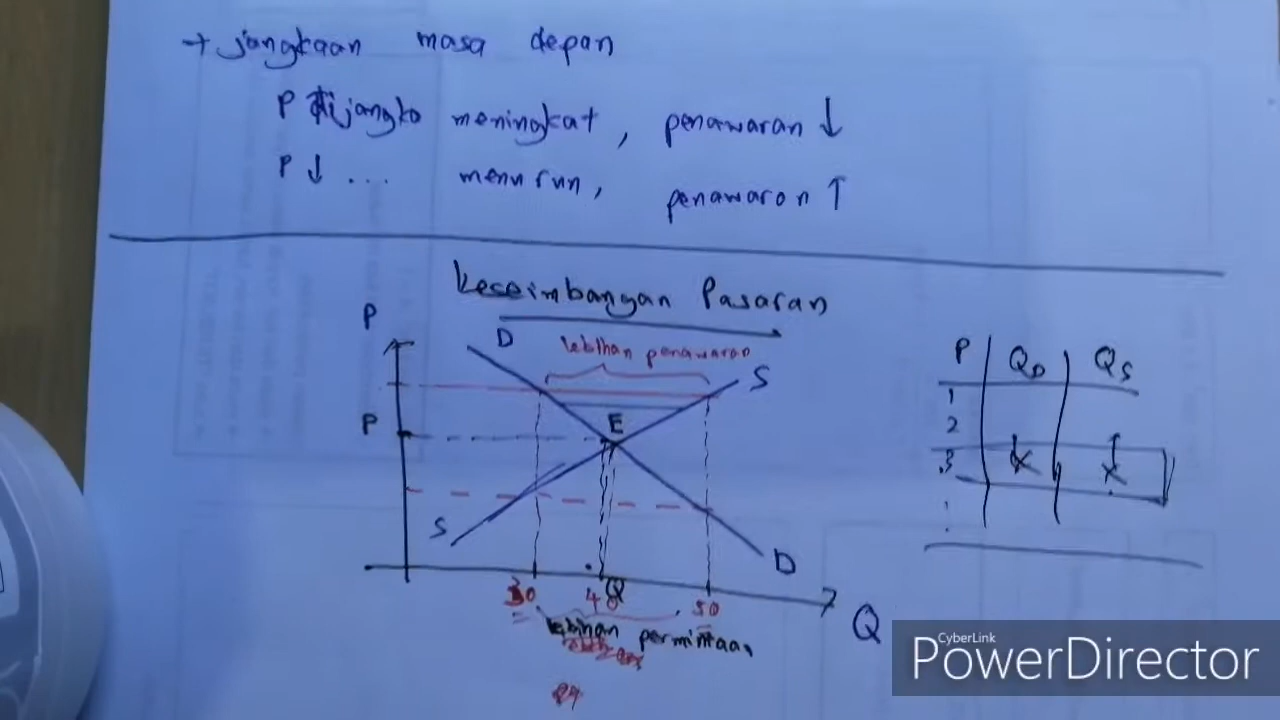 → jangkaan masa depan
P dijangka meningkat, penawaran ↓
P ↓ ... menurun, penawaran ↑
Keseimbangan Pasaran
P
D
lebihan penawaran
S
P
E
S
D
30 40 Q 50
Q
lebihan permintaan
P QD QS
1
2
3 x x
CyberLink
PowerDirector